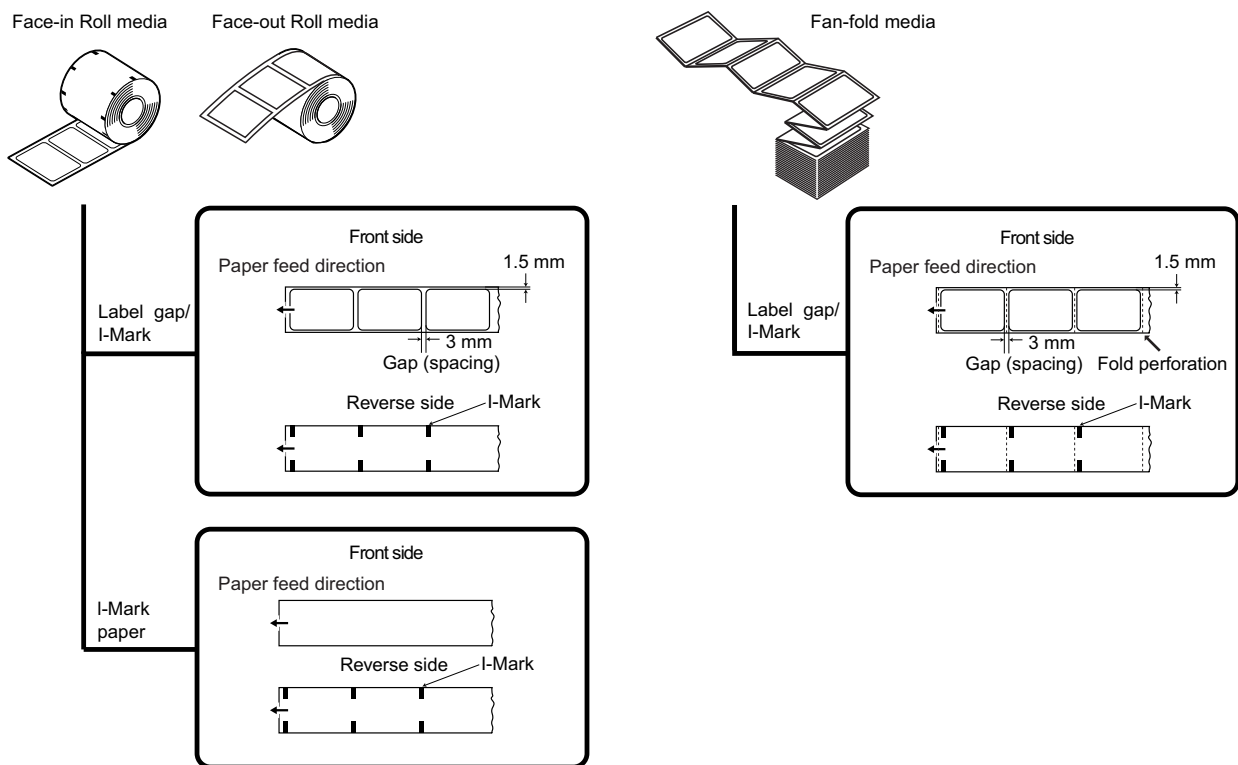 Face-in Roll media
Face-out Roll media
Fan-fold media
Front side
Paper feed direction
1.5 mm
Label gap/
I-Mark
3 mm
Gap (spacing)
Reverse side
I-Mark
Front side
Paper feed direction
I-Mark
paper
Reverse side
I-Mark
Front side
Paper feed direction
1.5 mm
Label gap/
I-Mark
3 mm
Gap (spacing)
Fold perforation
Reverse side
I-Mark